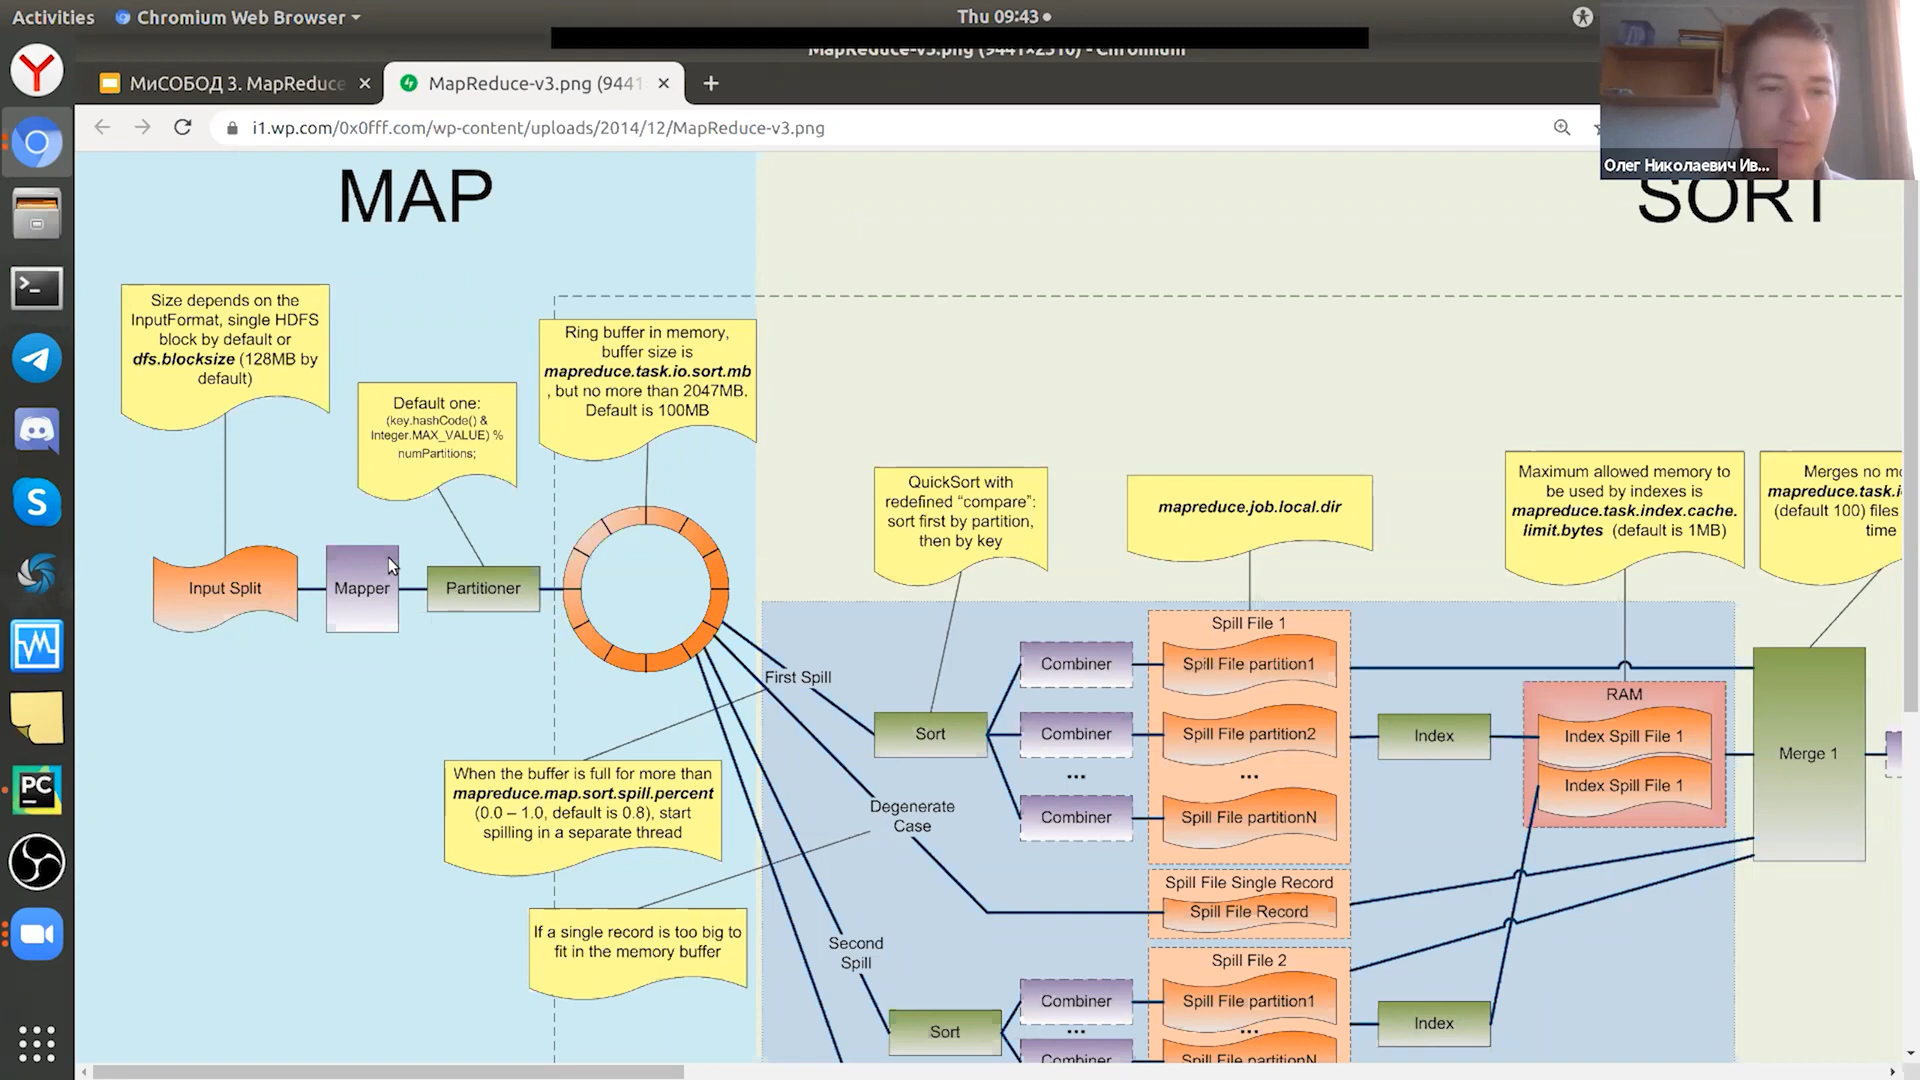 Activities
Chromium Web Browser
Thu 09:43
MapReduce-v3.png (9441×2510) - Chromium
МиСОБОД 3. MapReduce
MapReduce-v3.png (9441
i1.wp.com/0x0fff.com/wp-content/uploads/2014/12/MapReduce-v3.png
Олег Николаевич Ив...
MAP
SORT
Size depends on the
InputFormat, single HDFS
block by default or
dfs.blocksize (128MB by
default)
Default one:
(key.hashCode() &
Integer.MAX_VALUE) %
numPartitions;
Ring buffer in memory,
buffer size is
mapreduce.task.io.sort.mb
, but no more than 2047MB.
Default is 100MB
QuickSort with
redefined “compare”:
sort first by partition,
then by key
mapreduce.job.local.dir
Maximum allowed memory to
be used by indexes is
mapreduce.task.index.cache.
limit.bytes (default is 1MB)
Merges no
mapreduce.task.i
(default 100) files
time
Input Split
Mapper
Partitioner
First Spill
Sort
Combiner
Combiner
...
Combiner
Spill File 1
Spill File partition1
Spill File partition2
...
Spill File partitionN
Index
RAM
Index Spill File 1
Index Spill File 1
Merge 1
When the buffer is full for more than
mapreduce.map.sort.spill.percent
(0.0 – 1.0, default is 0.8), start
spilling in a separate thread
Degenerate
Case
Spill File Single Record
Spill File Record
If a single record is too big to
fit in the memory buffer
Second
Spill
Sort
Combiner
...
Combiner
Spill File 2
Spill File partition1
...
Spill File partitionN
Index
PC